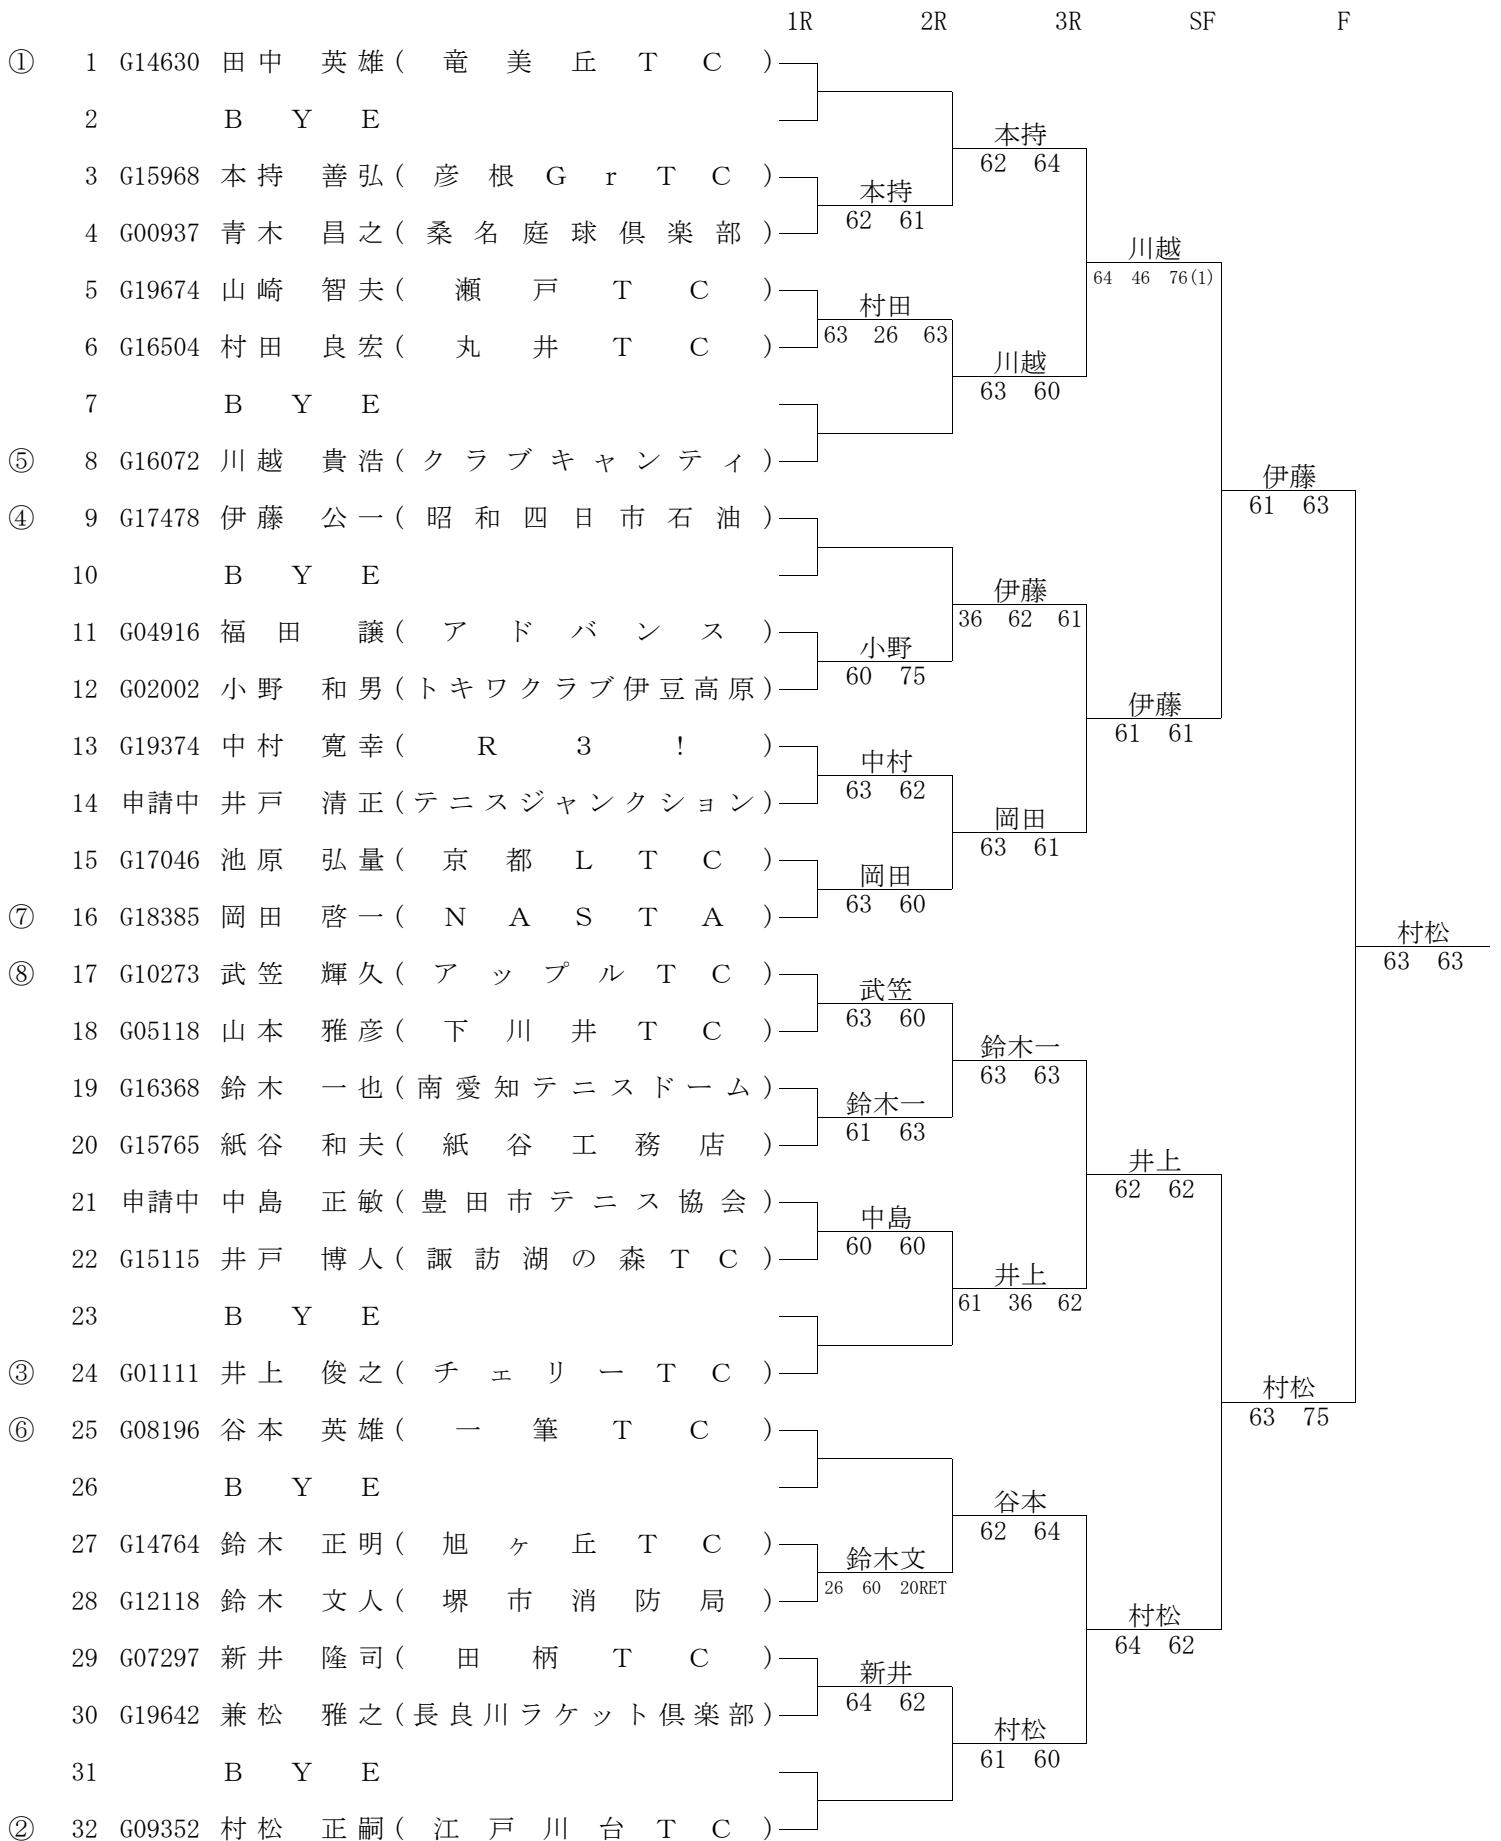 1R 2R 3R SF F
① 1 G14630 田中 英雄(竜美丘TC)
2 BYE
本持
62 64
3 G15968 本持 善弘(彦根GrTC)
本持
62 61
4 G00937 青木 昌之(桑名庭球倶楽部)
川越
64 46 76(1)
5 G19674 山崎 智夫(瀬戸TC)
村田
63 26 63
6 G16504 村田 良宏(丸井TC)
川越
63 60
7 BYE
⑤ 8 G16072 川越 貴浩(クラブキャンティ)
伊藤
61 63
④ 9 G17478 伊藤 公一(昭和四日市石油)
10 BYE
伊藤
36 62 61
11 G04916 福田 譲(アドバンス)
小野
60 75
12 G02002 小野 和男(トキワクラブ伊豆高原)
伊藤
61 61
13 G19374 中村 寛幸(R3!)
中村
63 62
14 申請中 井戸 清正(テニスジャンクション)
岡田
63 61
15 G17046 池原 弘量(京都LTC)
岡田
63 60
⑦ 16 G18385 岡田 啓一(NASTA)
村松
63 63
⑧ 17 G10273 武笠 輝久(アップルTC)
武笠
63 60
18 G05118 山本 雅彦(下川井TC)
鈴木一
63 63
19 G16368 鈴木 一也(南愛知テニスドーム)
鈴木一
61 63
20 G15765 紙谷 和夫(紙谷工務店)
井上
62 62
21 申請中 中島 正敏(豊田市テニス協会)
中島
60 60
22 G15115 井戸 博人(諏訪湖の森TC)
井上
61 36 62
23 BYE
③ 24 G01111 井上 俊之(チェリーTC)
村松
63 75
⑥ 25 G08196 谷本 英雄(一筆TC)
26 BYE
谷本
62 64
27 G14764 鈴木 正明(旭ヶ丘TC)
鈴木文
26 60 20RET
28 G12118 鈴木 文人(堺市消防局)
村松
64 62
29 G07297 新井 隆司(田柄TC)
新井
64 62
30 G19642 兼松 雅之(長良川ラケット倶楽部)
村松
61 60
31 BYE
② 32 G09352 村松 正嗣(江戸川台TC)